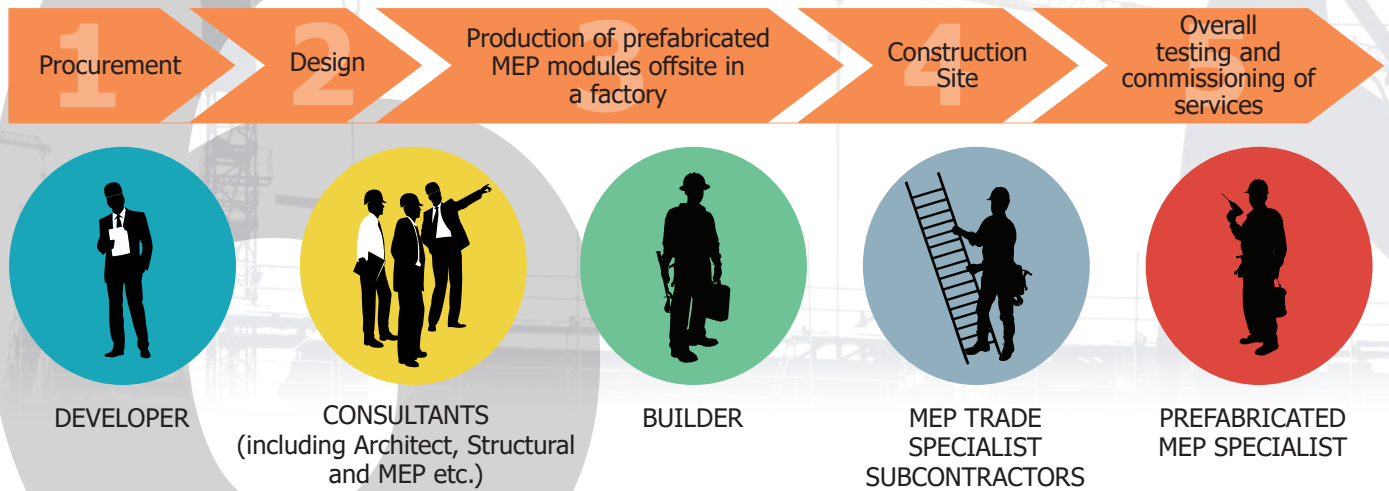 1
Procurement
2
Design
3
Production of prefabricated
MEP modules offsite in
a factory
4
Construction
Site
5
Overall
testing and
commissioning of
services
DEVELOPER
CONSULTANTS
(including Architect, Structural
and MEP etc.)
BUILDER
MEP TRADE
SPECIALIST
SUBCONTRACTORS
PREFABRICATED
MEP SPECIALIST